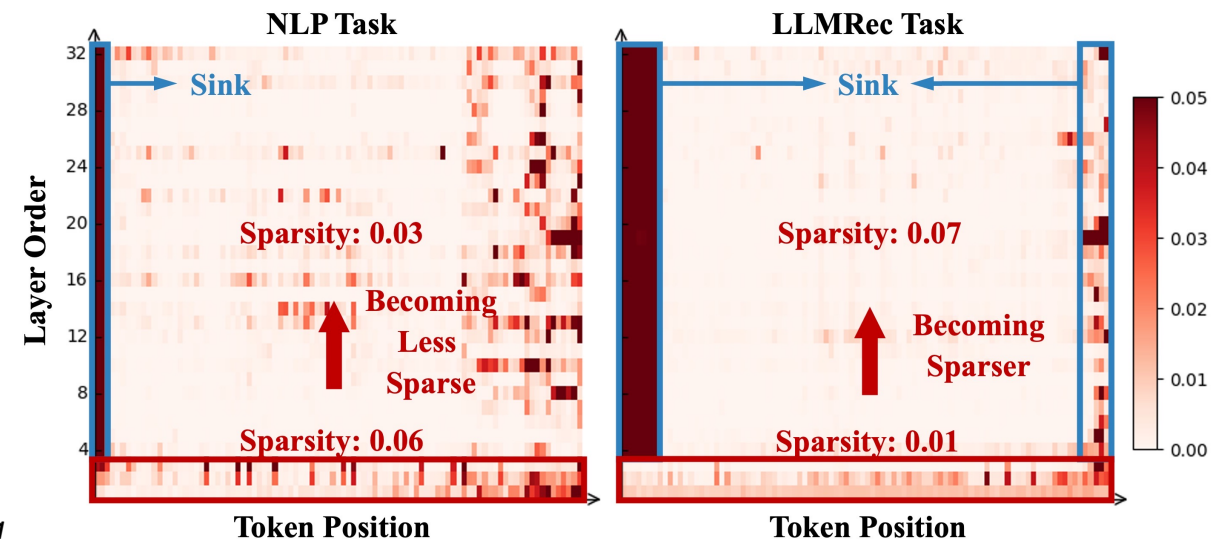 NLP Task
LLMRec Task
Layer Order
32
28
24
20
16
12
8
4
Sink
Sparsity: 0.03
Becoming
Less
Sparse
Sparsity: 0.06
Token Position
Sink
Sparsity: 0.07
Becoming
Sparser
Sparsity: 0.01
Token Position
0.05
0.04
0.03
0.02
0.01
0.00